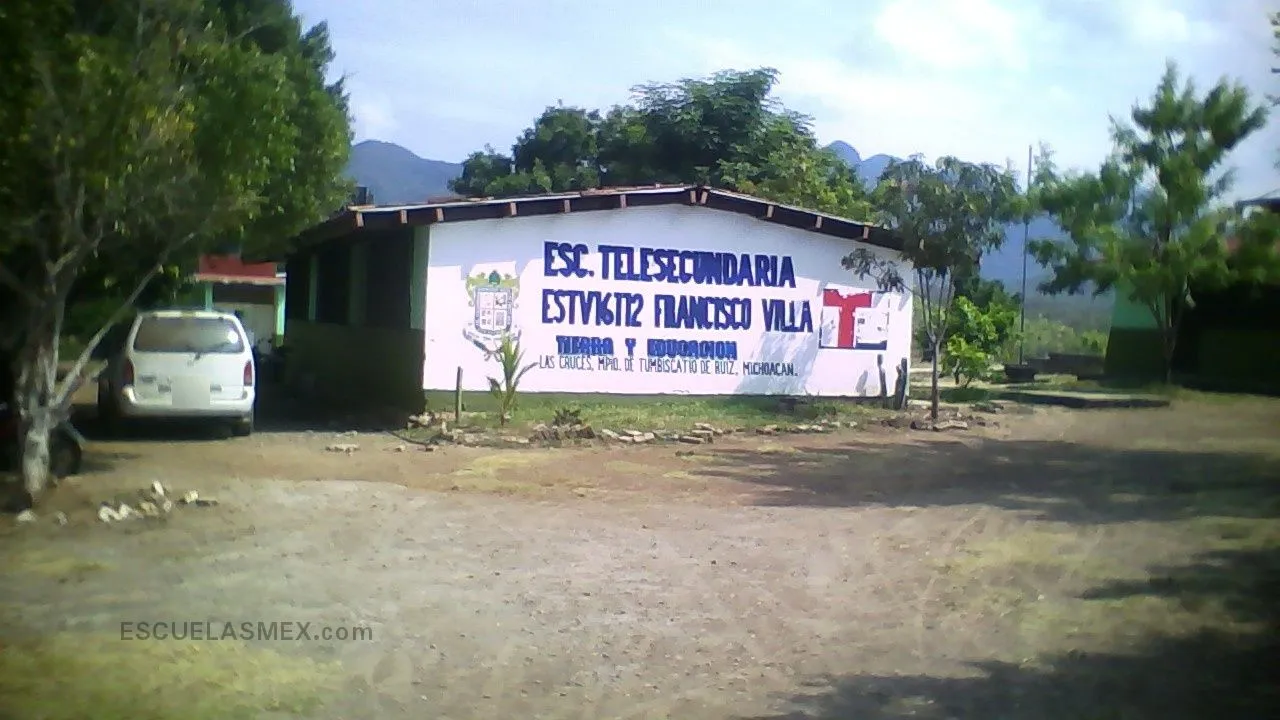 ESC. TELESECUNDARIA
ESTV16T12 FRANCISCO VILLA
TIERRA Y EDUCACION
LAS CRUCES, MPIO. DE TUMBISCATIO DE RUIZ, MICHOACAN.
ESCUELASMEX.com